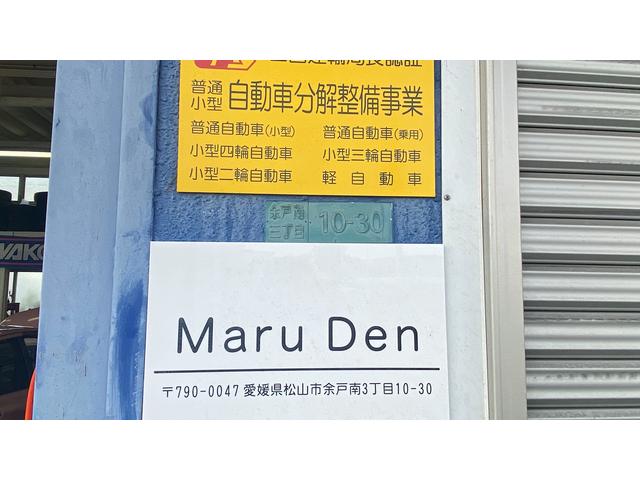 普通
小型 自動車分解整備事業
普通自動車(小型) 普通自動車(乗用)
小型四輪自動車 小型三輪自動車
小型二輪自動車 軽自動車
余戸南
三丁目 10-30
Maru Den
〒790-0047 愛媛県松山市余戸南3丁目10-30